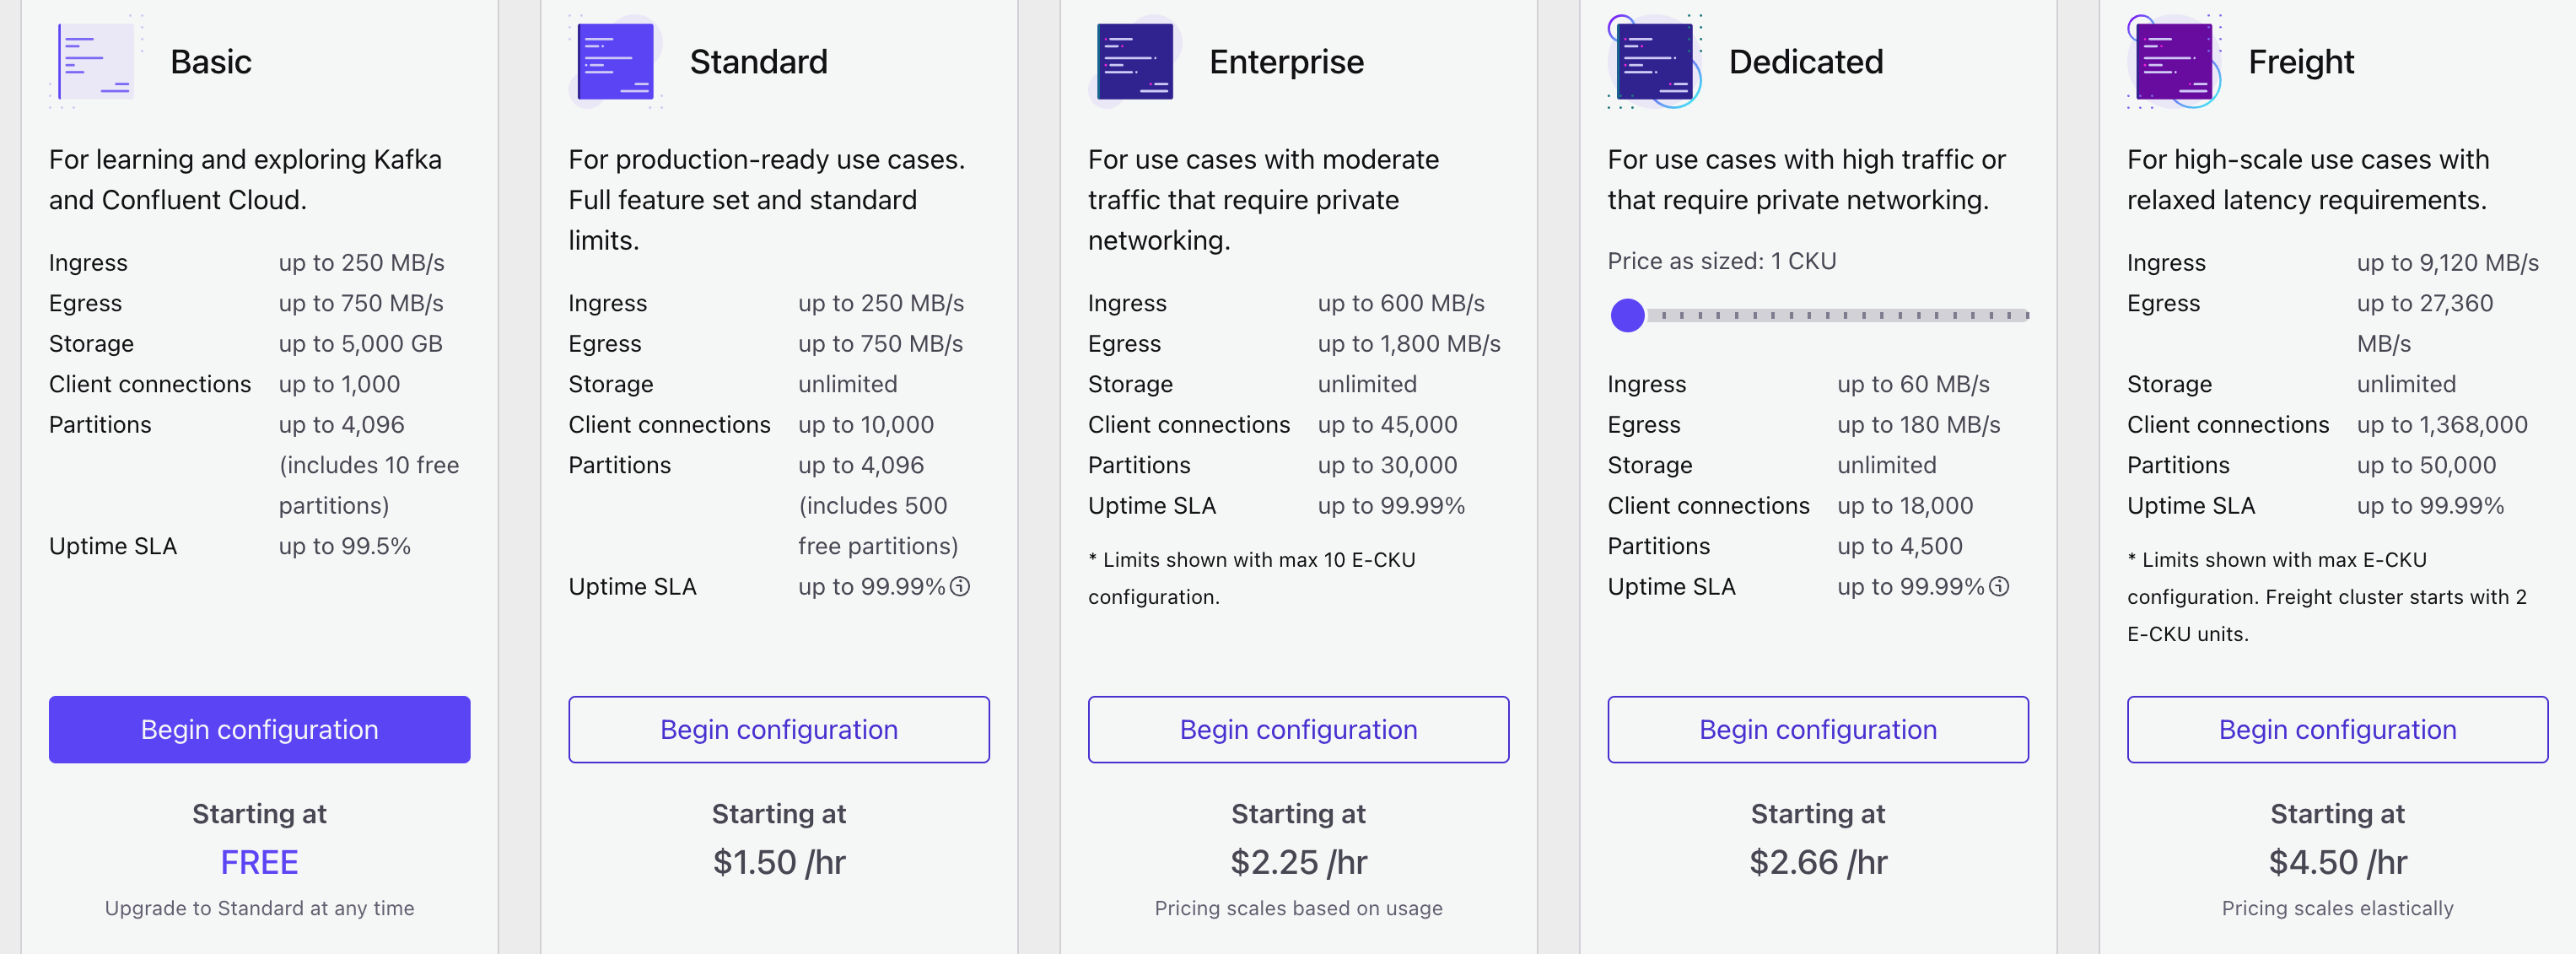 Basic
For learning and exploring Kafka
and Confluent Cloud.
Ingress up to 250 MB/s
Egress up to 750 MB/s
Storage up to 5,000 GB
Client connections up to 1,000
Partitions up to 4,096
(includes 10 free
partitions)
Uptime SLA up to 99.5%
Begin configuration
Starting at
FREE
Upgrade to Standard at any time
Standard
For production-ready use cases.
Full feature set and standard
limits.
Ingress up to 250 MB/s
Egress up to 750 MB/s
Storage unlimited
Client connections up to 10,000
Partitions up to 4,096
(includes 500
free partitions)
Uptime SLA up to 99.99%
Begin configuration
Starting at
$1.50 /hr
Enterprise
For use cases with moderate
traffic that require private
networking.
Ingress up to 600 MB/s
Egress up to 1,800 MB/s
Storage unlimited
Client connections up to 45,000
Partitions up to 30,000
Uptime SLA up to 99.99%
* Limits shown with max 10 E-CKU
configuration.
Begin configuration
Starting at
$2.25 /hr
Pricing scales based on usage
Dedicated
For use cases with high traffic or
that require private networking.
Price as sized: 1 CKU
Ingress up to 60 MB/s
Egress up to 180 MB/s
Storage unlimited
Client connections up to 18,000
Partitions up to 4,500
Uptime SLA up to 99.99%
Begin configuration
Starting at
$2.66 /hr
Freight
For high-scale use cases with
relaxed latency requirements.
Ingress up to 9,120 MB/s
Egress up to 27,360
MB/s
Storage unlimited
Client connections up to 1,368,000
Partitions up to 50,000
Uptime SLA up to 99.99%
* Limits shown with max E-CKU
configuration. Freight cluster starts with 2
E-CKU units.
Begin configuration
Starting at
$4.50 /hr
Pricing scales elastically